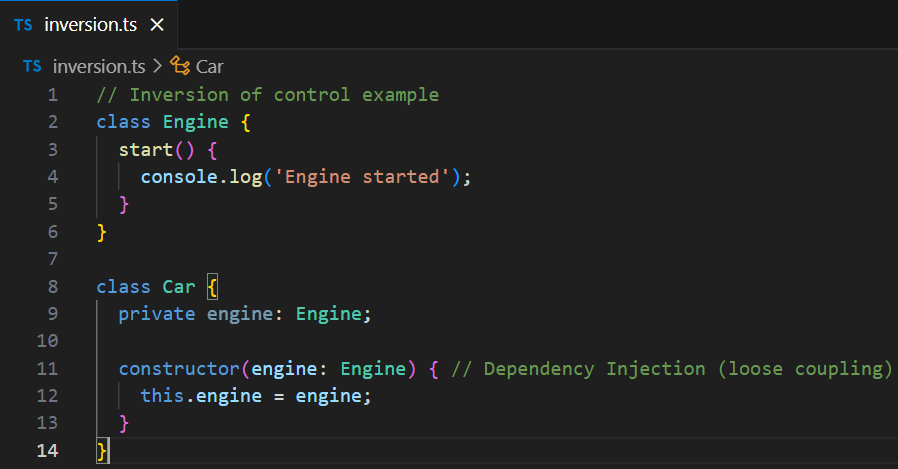 TS inversion.ts ×
TS inversion.ts > Car
1 // Inversion of control example
2 class Engine {
3   start() {
4     console.log('Engine started');
5   }
6 }
7
8 class Car {
9   private engine: Engine;
10
11   constructor(engine: Engine) { // Dependency Injection (loose coupling)
12     this.engine = engine;
13   }
14 }